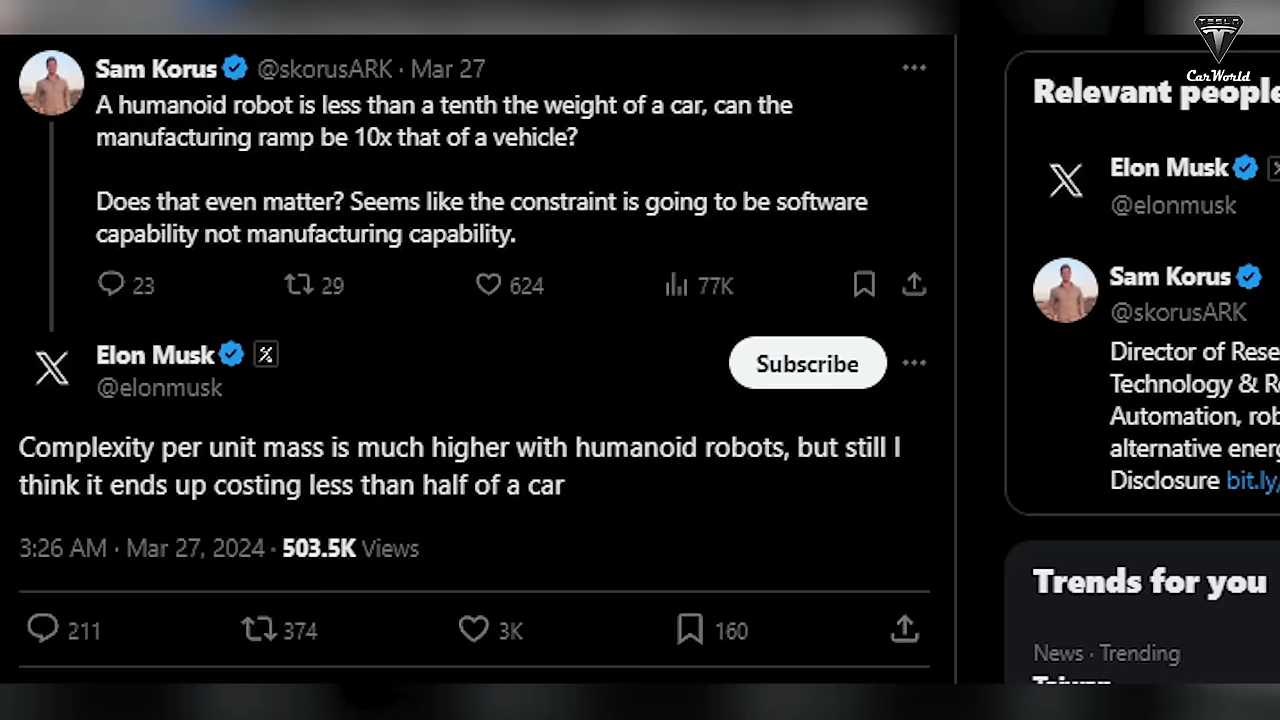 TESLA
CarWorld
Sam Korus @skorusARK · Mar 27
A humanoid robot is less than a tenth the weight of a car, can the
manufacturing ramp be 10x that of a vehicle?
Does that even matter? Seems like the constraint is going to be software
capability not manufacturing capability.
23 29 624 77K
Elon Musk
@elonmusk
Subscribe
Complexity per unit mass is much higher with humanoid robots, but still I
think it ends up costing less than half of a car
3:26 AM · Mar 27, 2024 · 503.5K Views
211 374 3K 160
Relevant people
Elon Musk
@elonmusk
Sam Korus
@skorusARK
Director of Rese
Technology & R
Automation, rob
alternative energ
Disclosure bit.ly/
Trends for you
News · Trending
Taiwan